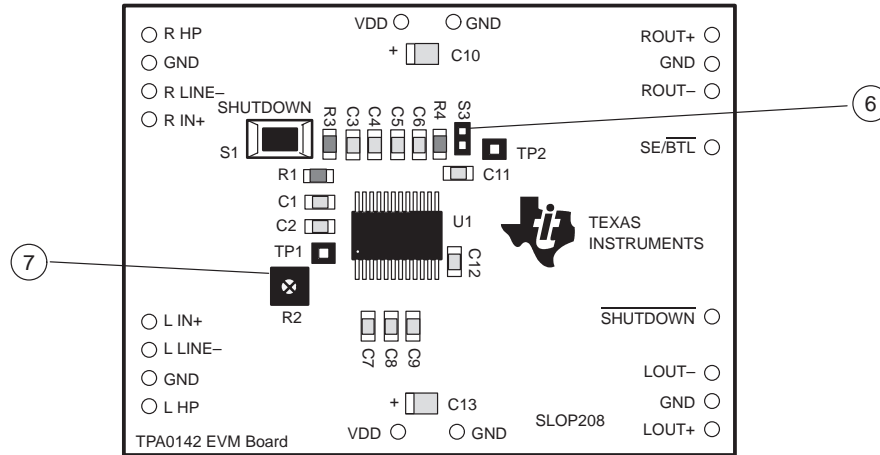 VDD
GND
R HP
GND
R LINE–
R IN+
+
C10
ROUT+
GND
ROUT–
SE/BTL
6
SHUTDOWN
S1
R3
C3
C4
C5
C6
R4
S3
TP2
C11
R1
C1
C2
TP1
U1
C12
TEXAS
INSTRUMENTS
7
R2
L IN+
L LINE–
GND
L HP
C7
C8
C9
SHUTDOWN
LOUT–
GND
LOUT+
+
C13
VDD
GND
SLOP208
TPA0142 EVM Board